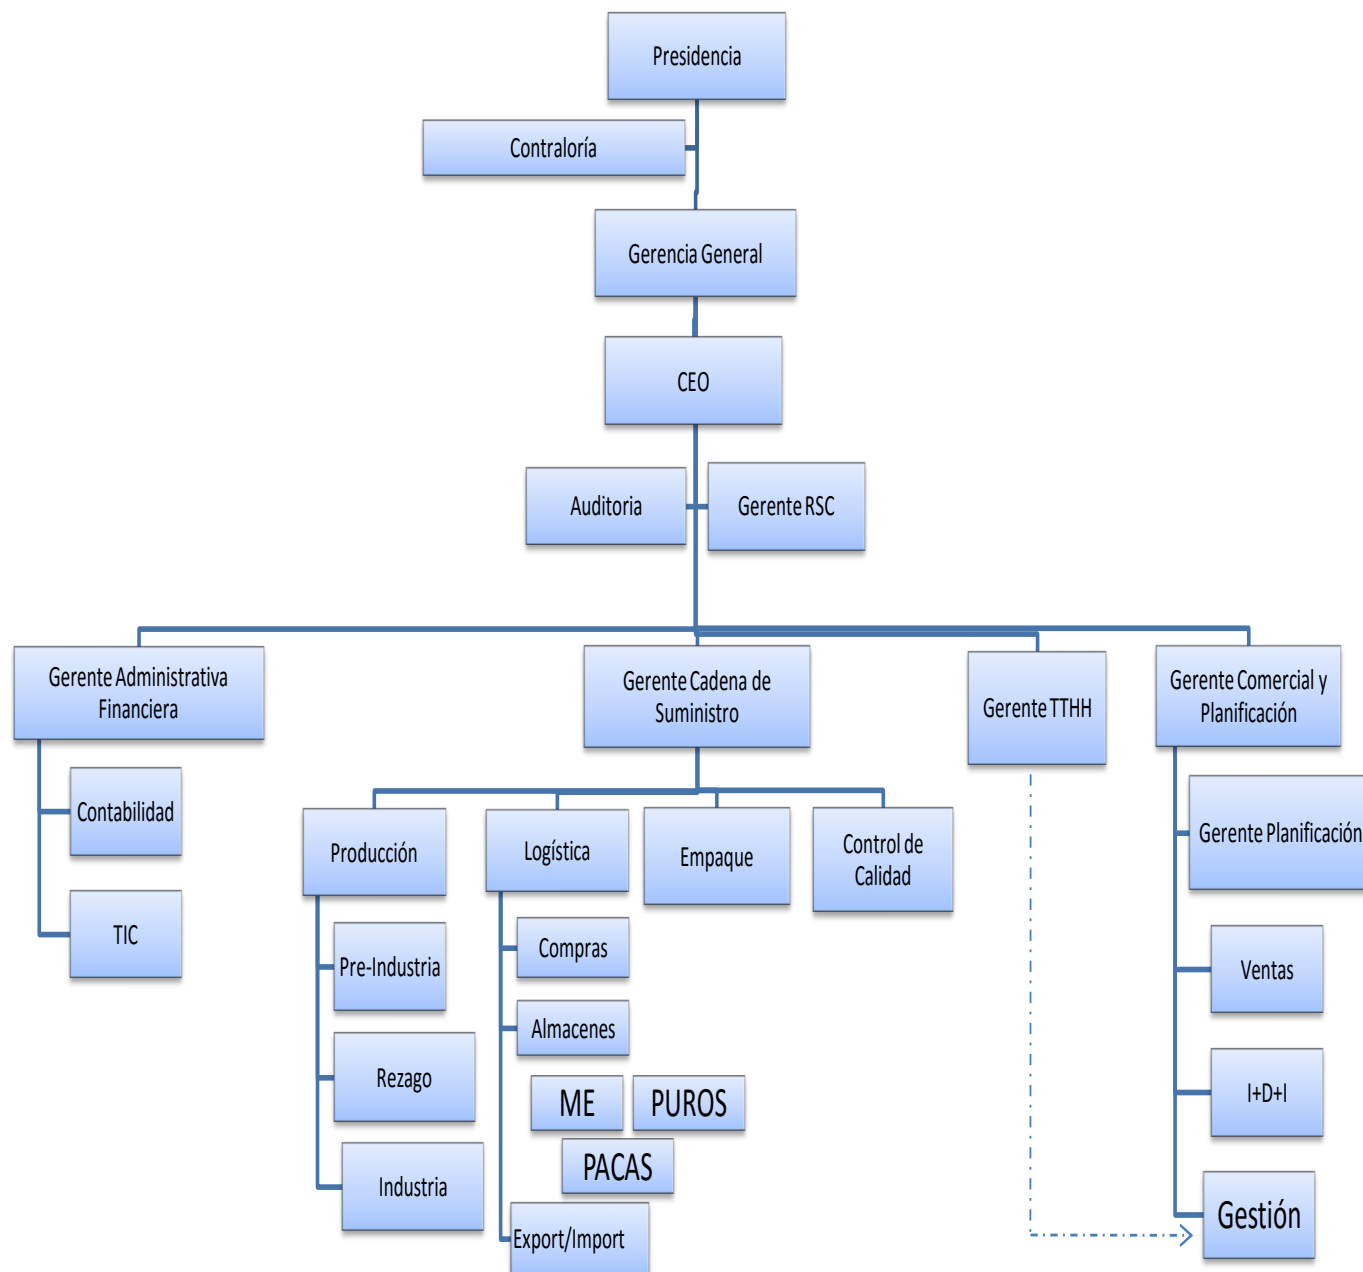 Presidencia
Contraloría
Gerencia General
CEO
Auditoria
Gerente RSC
Gerente Administrativa
Financiera
Gerente Cadena de
Suministro
Gerente TTHH
Gerente Comercial y
Planificación
Contabilidad
TIC
Producción
Logística
Empaque
Control de
Calidad
Gerente Planificación
Pre-Industria
Compras
Ventas
Almacenes
Rezago
I+D+I
ME
PUROS
PACAS
Industria
Export/Import
Gestión